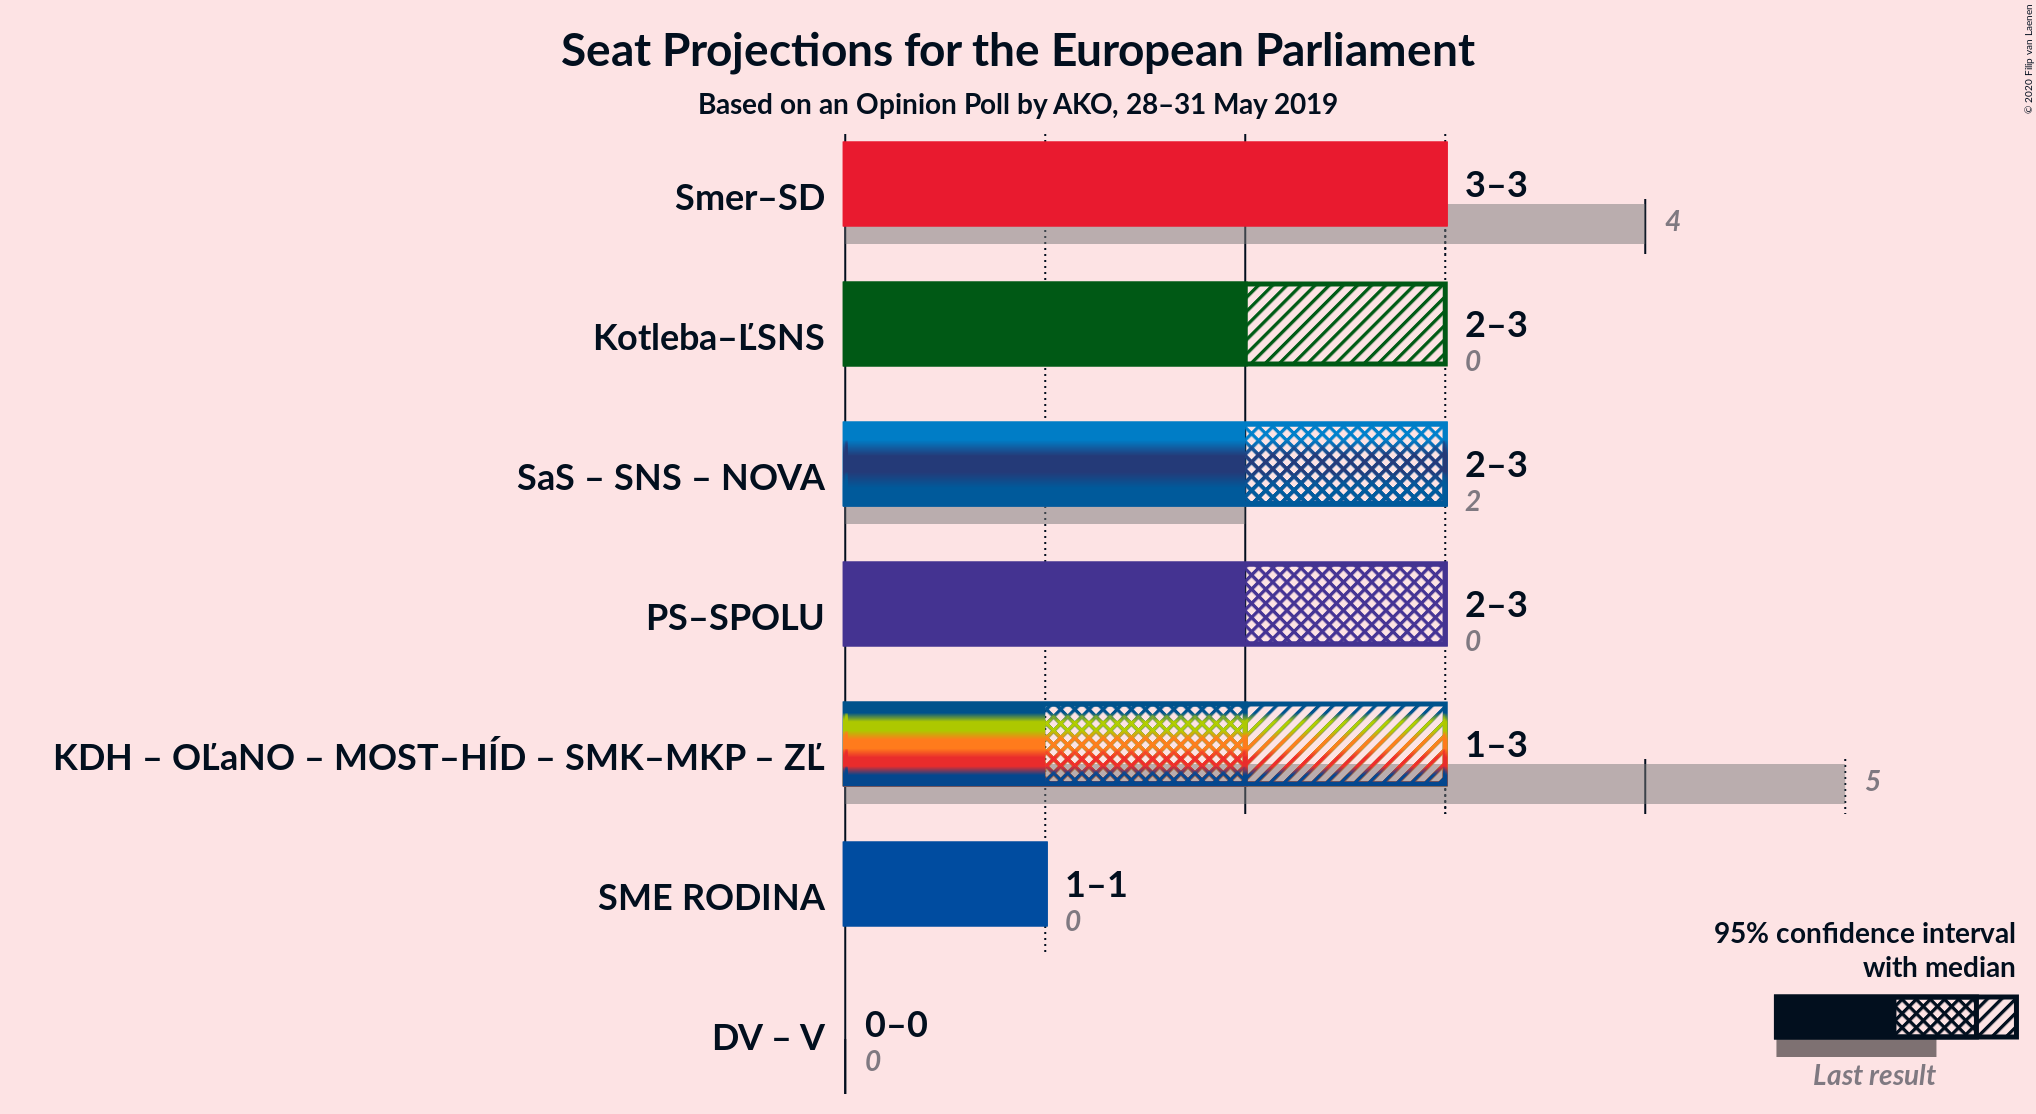 Seat Projections for the European Parliament
Based on an Opinion Poll by AKO, 28–31 May 2019
© 2020 Filip van Laenen
Smer–SD
3–3
4
Kotleba–ĽSNS
2–3
0
SaS – SNS – NOVA
2–3
2
PS–SPOLU
2–3
0
KDH – OĽaNO – MOST–HÍD – SMK–MKP – ZĽ
1–3
5
SME RODINA
1–1
0
DV – V
0–0
0
95% confidence interval
with median
Last result